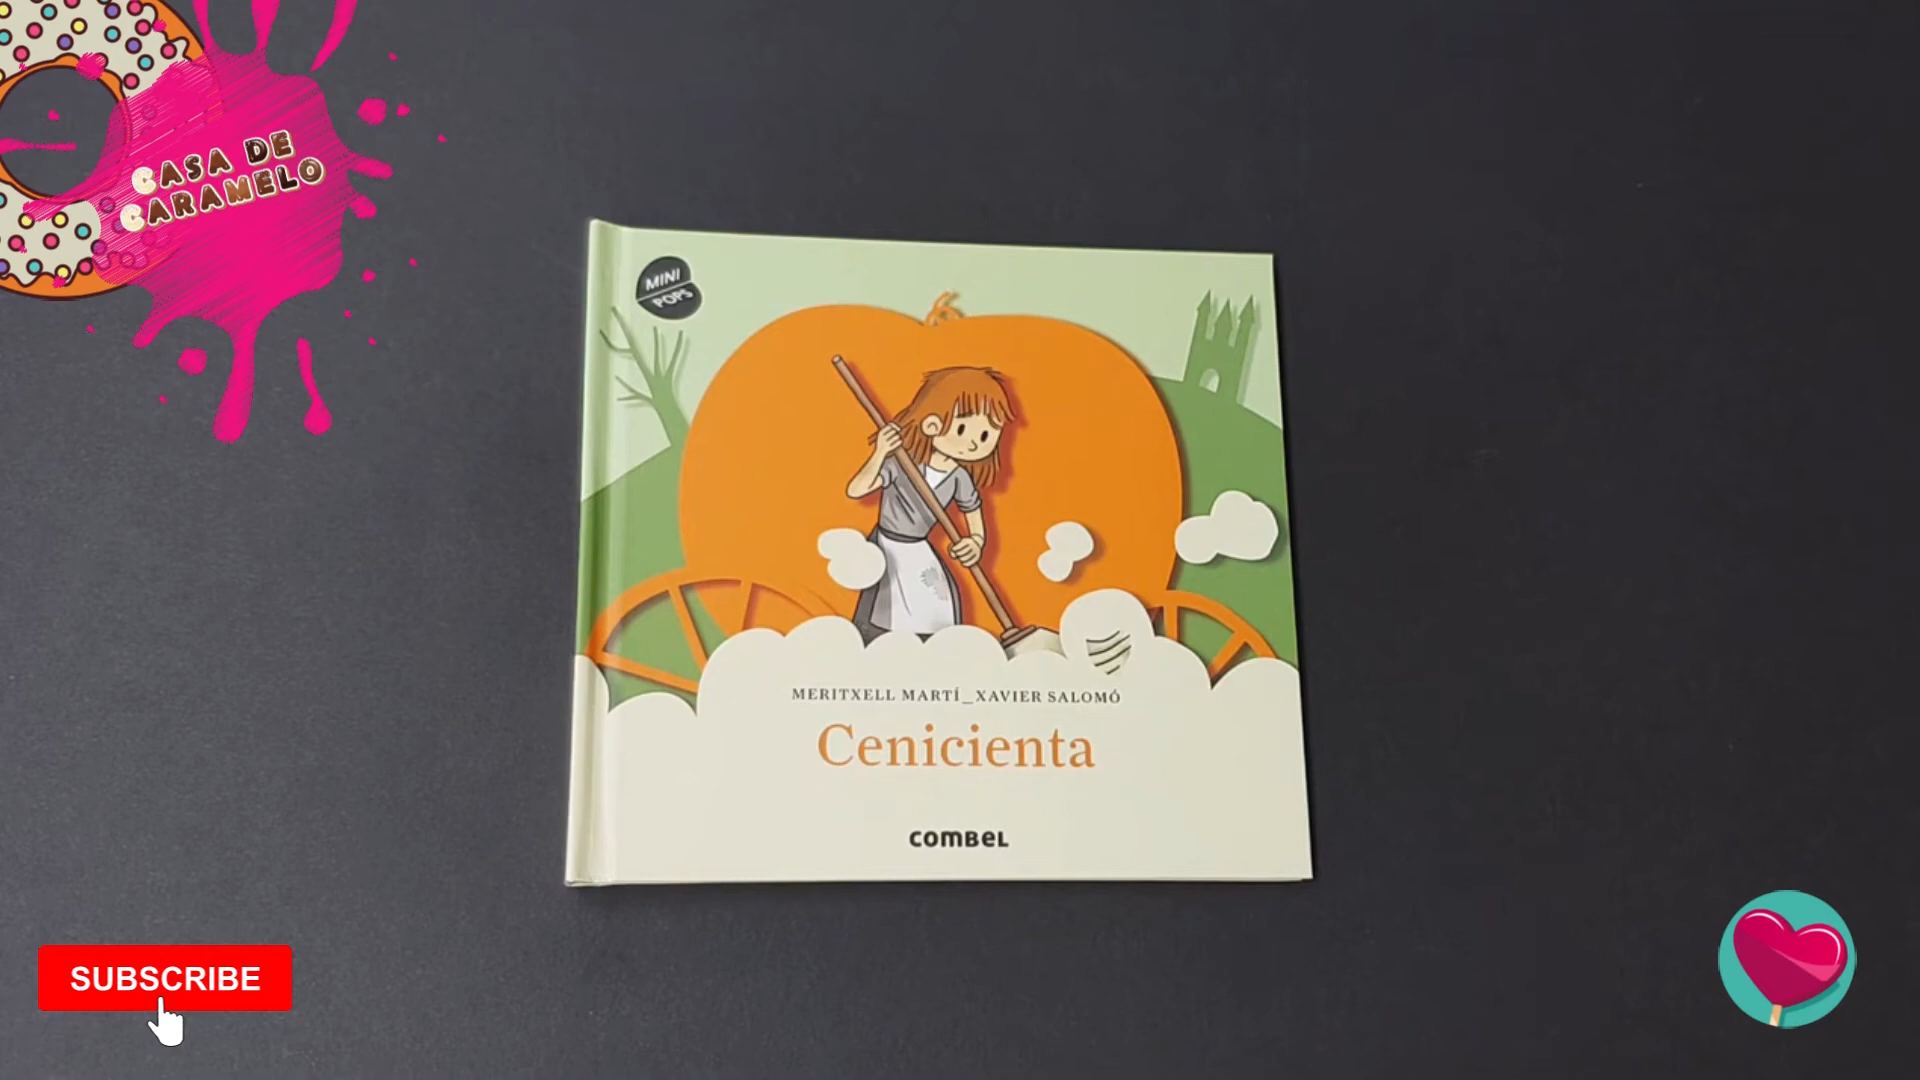 CASA DE
CARAMELO
MINI
POPS
MERITXELL MARTÍ_XAVIER SALOMÓ
Cenicienta
COMBEL
SUBSCRIBE